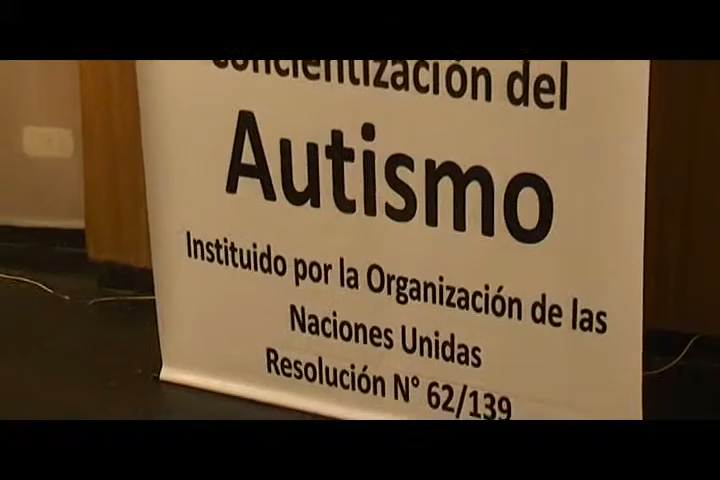 concientización del
Autismo
Instituido por la Organización de las
Naciones Unidas
Resolución N° 62/139